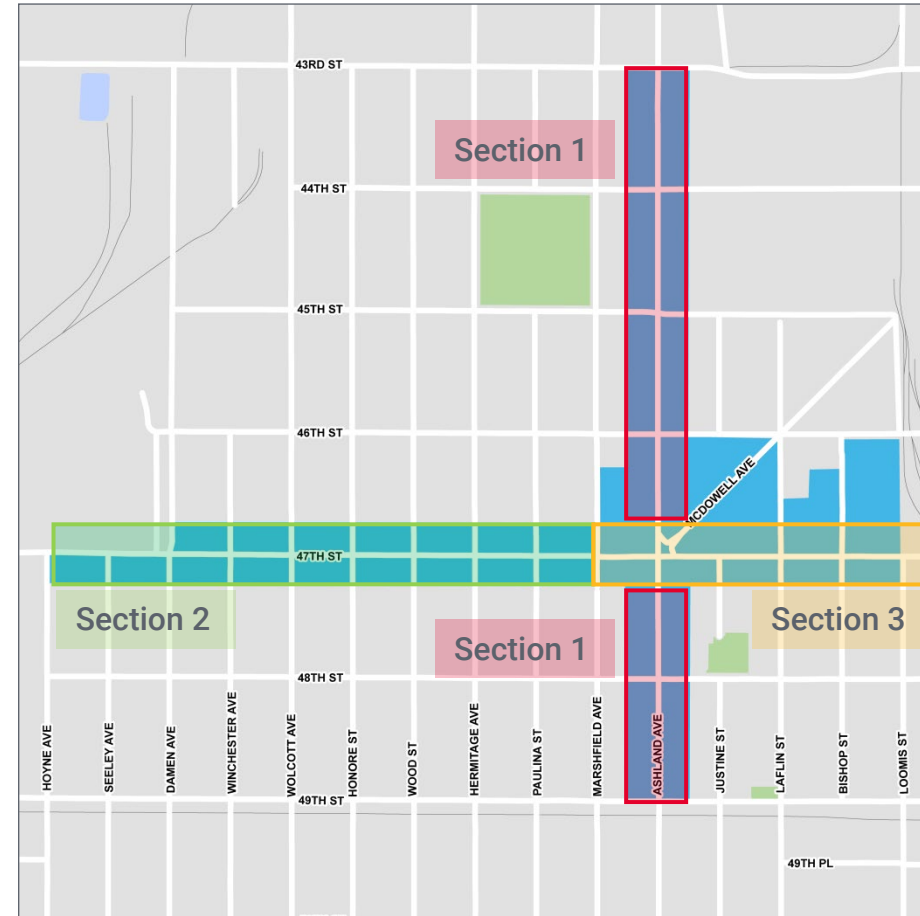 43RD ST
Section 1
44TH ST
45TH ST
46TH ST
MCDOWELL AVE
47TH ST
Section 2
Section 1
Section 3
48TH ST
HOYNE AVE
SEELEY AVE
DAMEN AVE
WINCHESTER AVE
WOLCOTT AVE
HONORE ST
WOOD ST
HERMITAGE AVE
PAULINA ST
MARSHFIELD AVE
ASHLAND AVE
JUSTINE ST
LAFLIN ST
BISHOP ST
LOOMIS ST
49TH ST
49TH PL